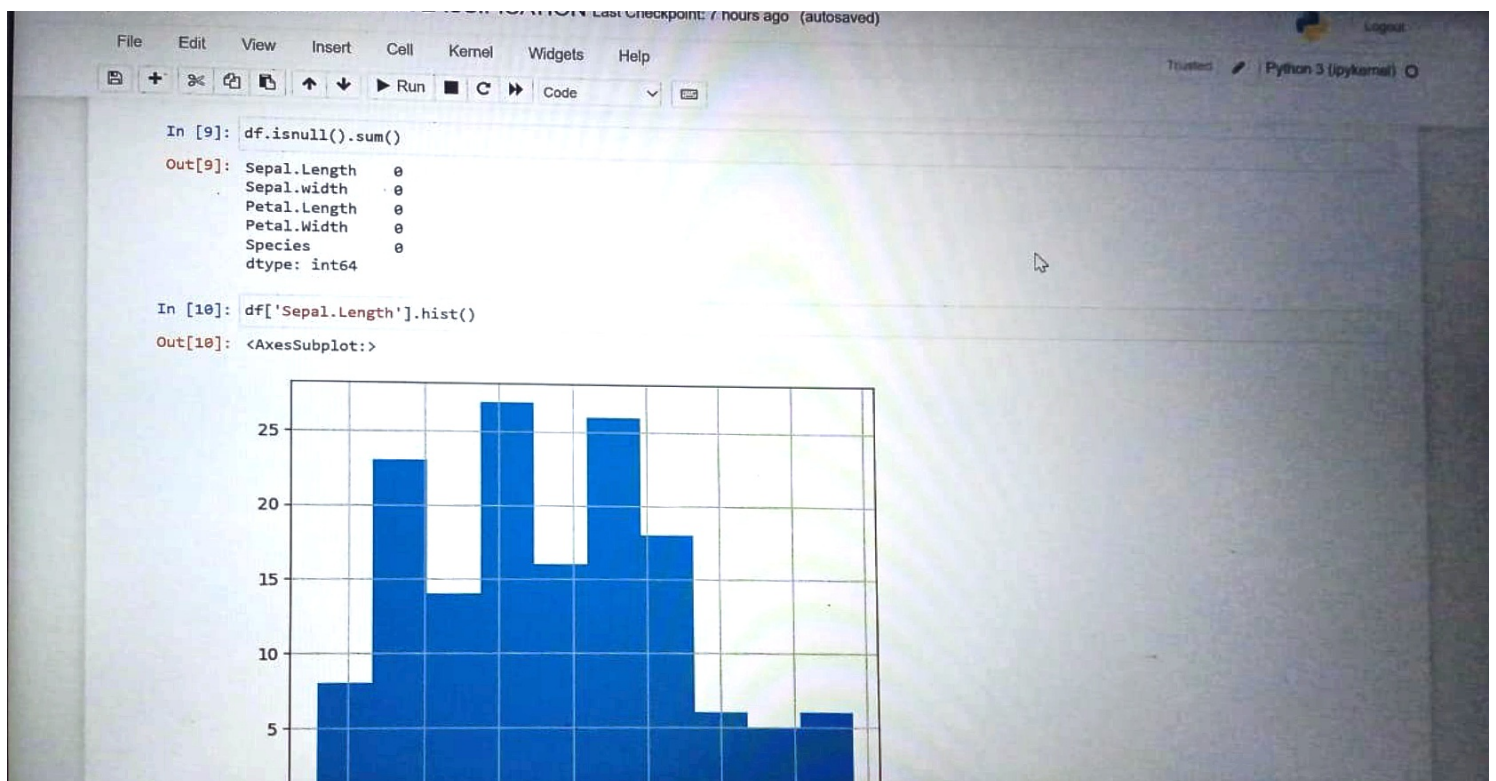 Last Checkpoint: 7 hours ago (autosaved)
Logout
File Edit View Insert Cell Kernel Widgets Help
Trusted Python 3 (ipykernel)
Run Code
In [9]: df.isnull().sum()
Out[9]: Sepal.Length 0
Sepal.width 0
Petal.Length 0
Petal.Width 0
Species 0
dtype: int64
In [10]: df['Sepal.Length'].hist()
Out[10]: <AxesSubplot:>
25
20
15
10
5